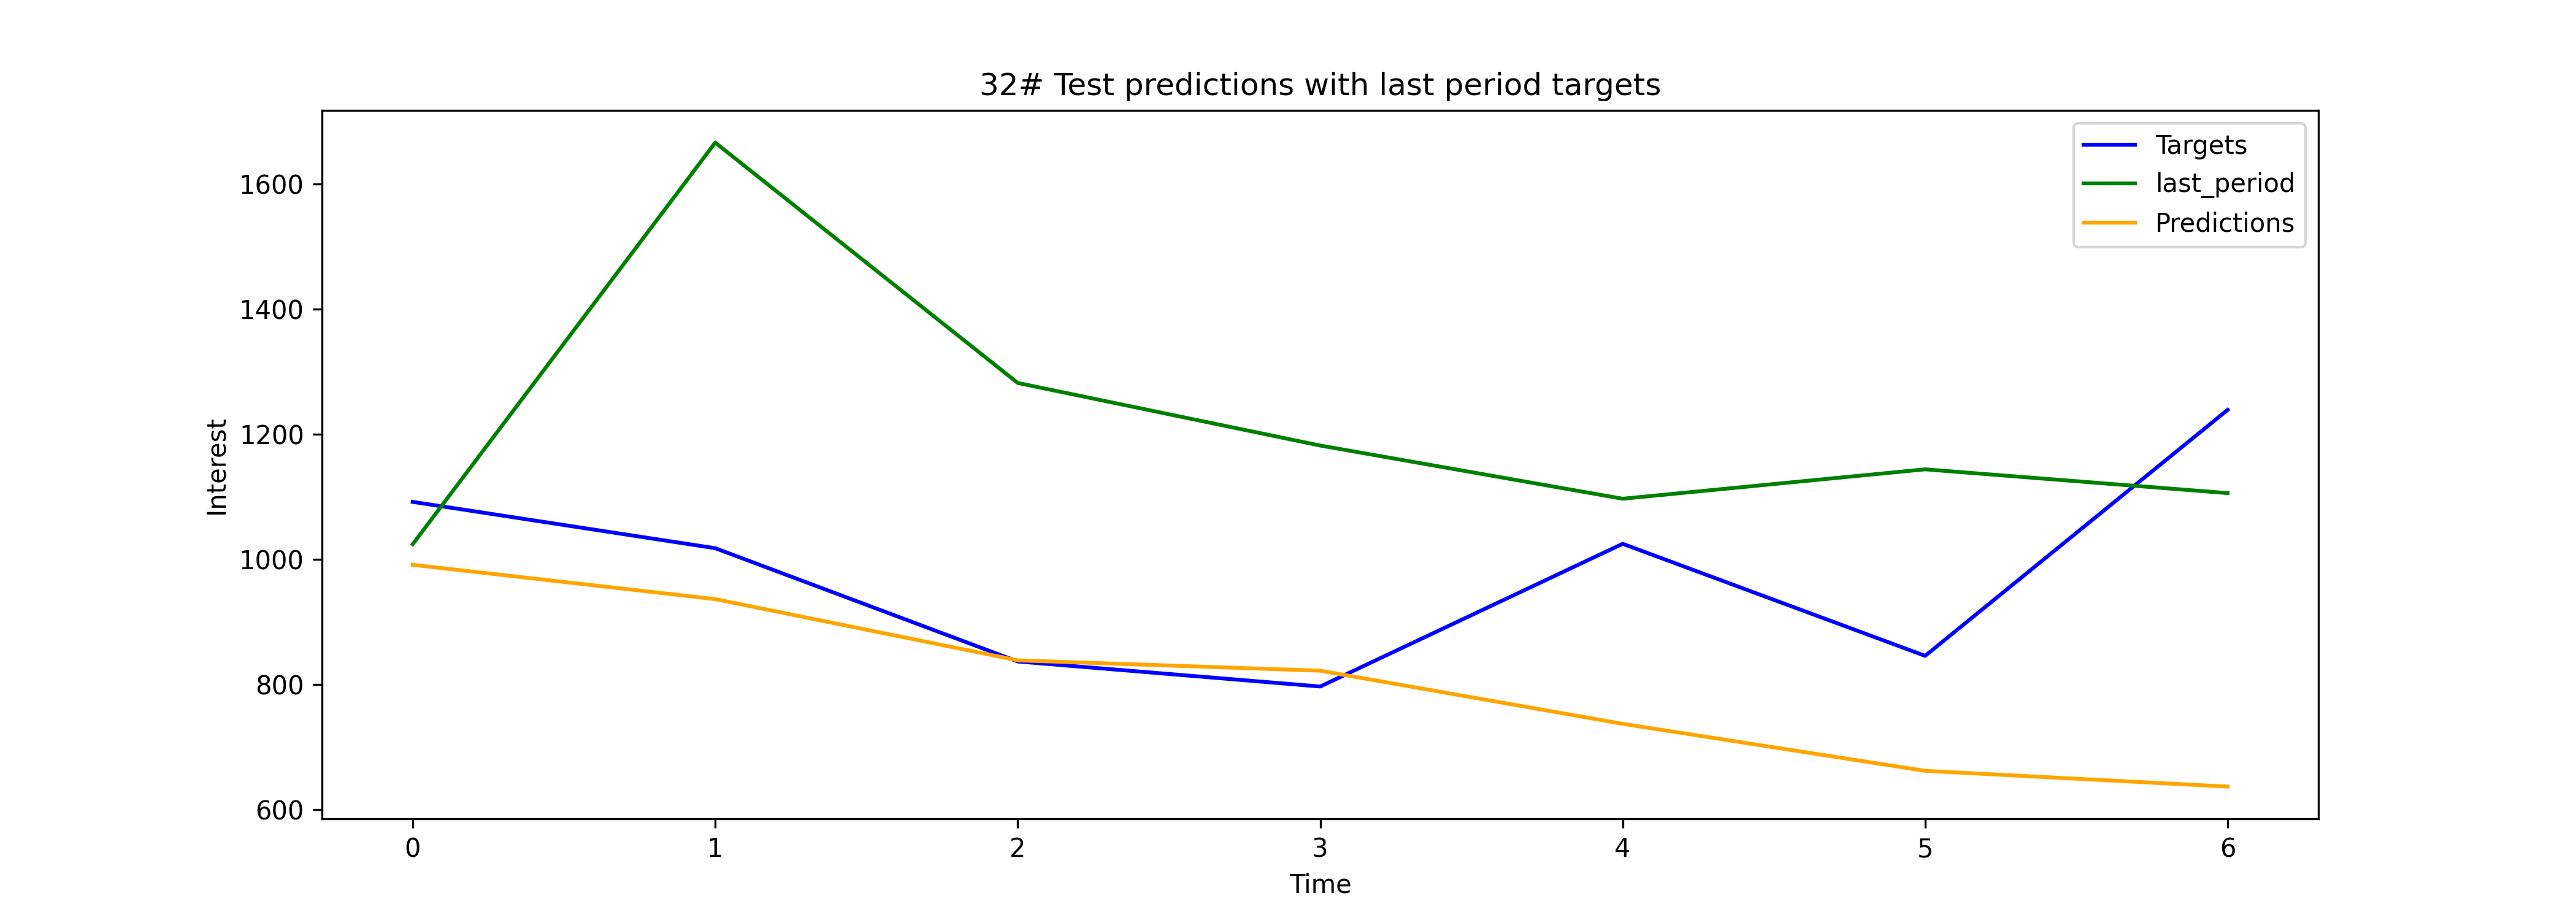 32# Test predictions with last period targets
Targets
last_period
Predictions
Interest
1600
1400
1200
1000
800
600
0 1 2 3 4 5 6
Time